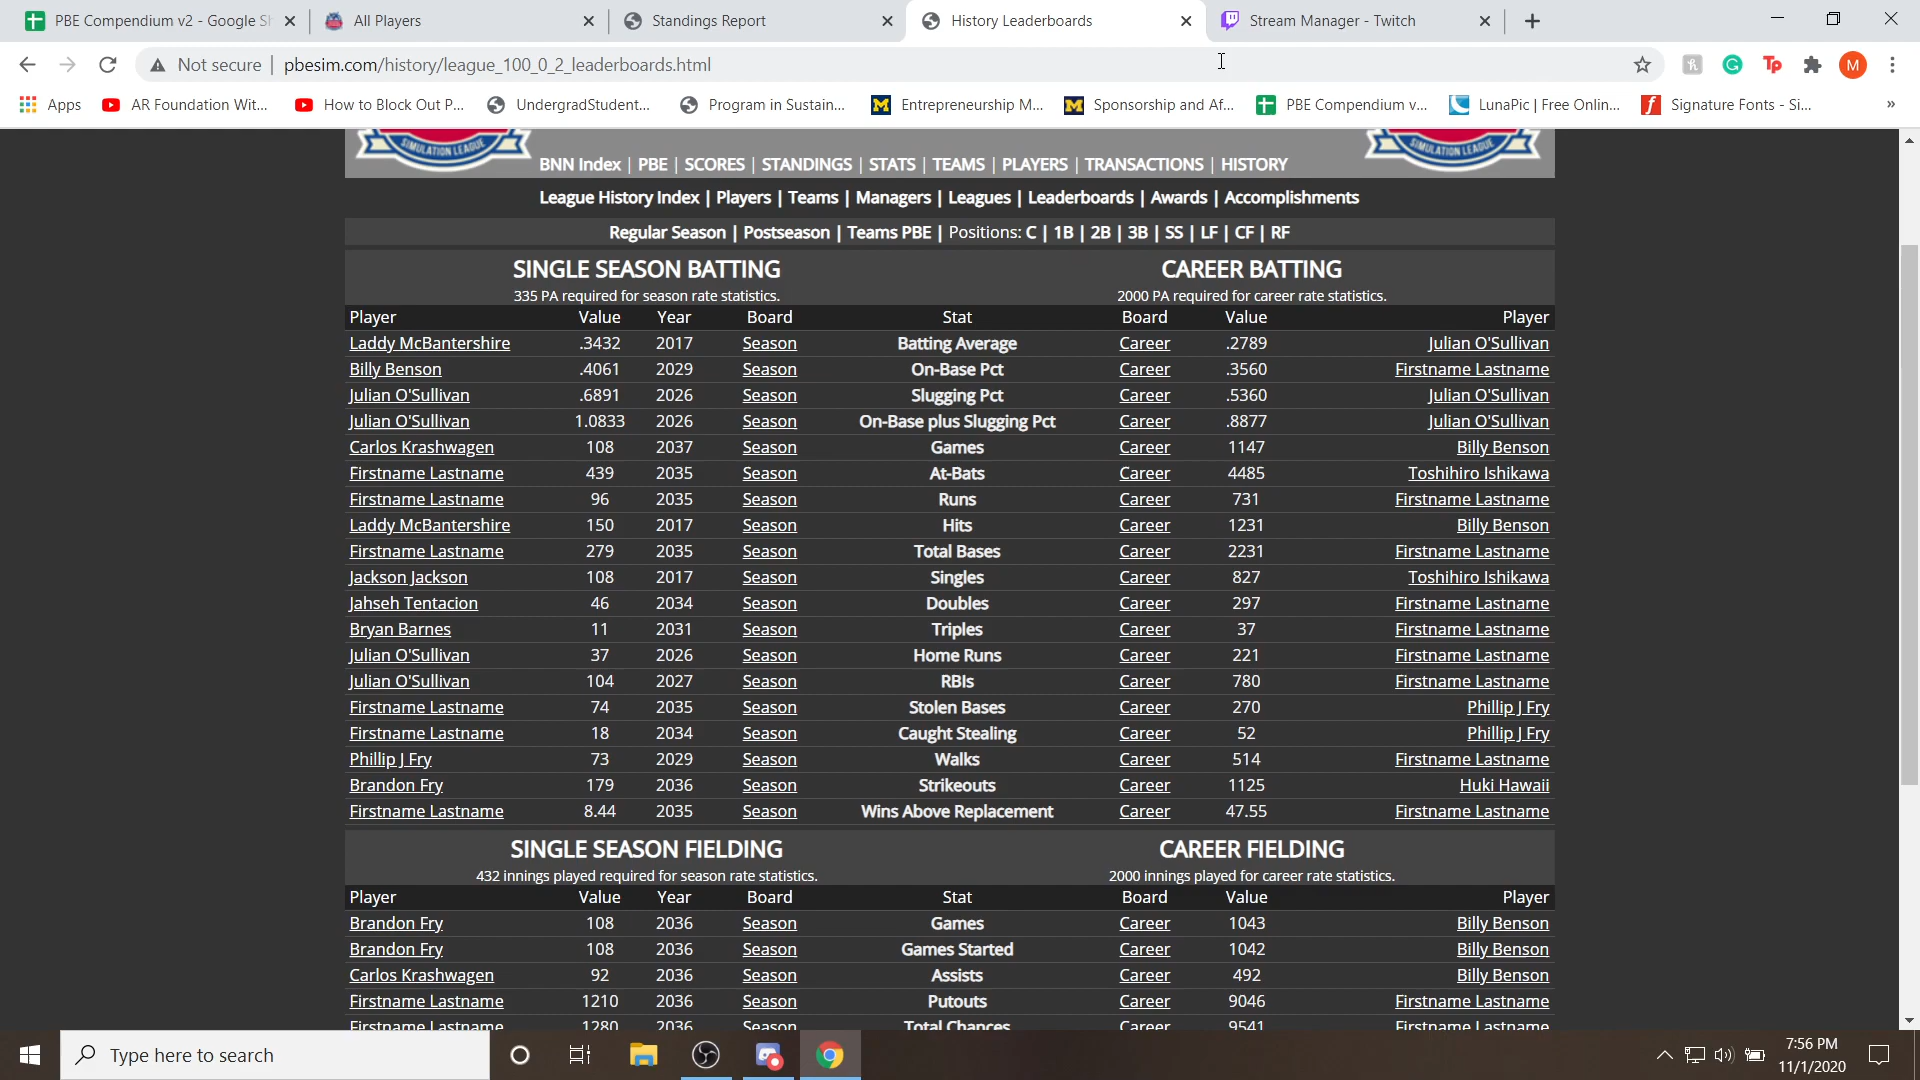 PBE Compendium v2 - Google Sh
All Players
Standings Report
History Leaderboards
Stream Manager - Twitch
Not secure | pbesim.com/history/league_100_0_2_leaderboards.html
Apps
AR Foundation Wit...
How to Block Out P...
UndergradStudent...
Program in Sustain...
Entrepreneurship M...
Sponsorship and Af...
PBE Compendium v...
LunaPic | Free Onlin...
Signature Fonts - Si...
»
SIMULATION LEAGUE
SIMULATION LEAGUE
BNN Index | PBE | SCORES | STANDINGS | STATS | TEAMS | PLAYERS | TRANSACTIONS | HISTORY
League History Index | Players | Teams | Managers | Leagues | Leaderboards | Awards | Accomplishments
Regular Season | Postseason | Teams PBE | Positions: C | 1B | 2B | 3B | SS | LF | CF | RF
SINGLE SEASON BATTING CAREER BATTING
335 PA required for season rate statistics. 2000 PA required for career rate statistics.
Player Value Year Board Stat Board Value Player
Laddy McBantershire .3432 2017 Season Batting Average Career .2789 Julian O'Sullivan
Billy Benson .4061 2029 Season On-Base Pct Career .3560 Firstname Lastname
Julian O'Sullivan .6891 2026 Season Slugging Pct Career .5360 Julian O'Sullivan
Julian O'Sullivan 1.0833 2026 Season On-Base plus Slugging Pct Career .8877 Julian O'Sullivan
Carlos Krashwagen 108 2037 Season Games Career 1147 Billy Benson
Firstname Lastname 439 2035 Season At-Bats Career 4485 Toshihiro Ishikawa
Firstname Lastname 96 2035 Season Runs Career 731 Firstname Lastname
Laddy McBantershire 150 2017 Season Hits Career 1231 Billy Benson
Firstname Lastname 279 2035 Season Total Bases Career 2231 Firstname Lastname
Jackson Jackson 108 2017 Season Singles Career 827 Toshihiro Ishikawa
Jahseh Tentacion 46 2034 Season Doubles Career 297 Firstname Lastname
Bryan Barnes 11 2031 Season Triples Career 37 Firstname Lastname
Julian O'Sullivan 37 2026 Season Home Runs Career 221 Firstname Lastname
Julian O'Sullivan 104 2027 Season RBIs Career 780 Firstname Lastname
Firstname Lastname 74 2035 Season Stolen Bases Career 270 Phillip J Fry
Firstname Lastname 18 2034 Season Caught Stealing Career 52 Phillip J Fry
Phillip J Fry 73 2029 Season Walks Career 514 Firstname Lastname
Brandon Fry 179 2036 Season Strikeouts Career 1125 Huki Hawaii
Firstname Lastname 8.44 2035 Season Wins Above Replacement Career 47.55 Firstname Lastname
SINGLE SEASON FIELDING CAREER FIELDING
432 innings played required for season rate statistics. 2000 innings played for career rate statistics.
Player Value Year Board Stat Board Value Player
Brandon Fry 108 2036 Season Games Career 1043 Billy Benson
Brandon Fry 108 2036 Season Games Started Career 1042 Billy Benson
Carlos Krashwagen 92 2036 Season Assists Career 492 Billy Benson
Firstname Lastname 1210 2036 Season Putouts Career 9046 Firstname Lastname
Firstname Lastname 1280 2036 Season Total Chances Career 9541 Firstname Lastname
Type here to search
7:56 PM
11/1/2020